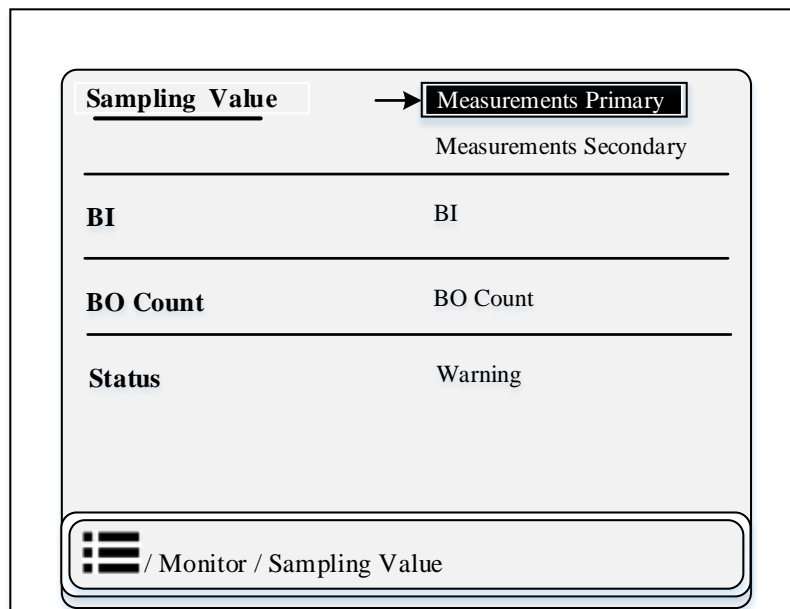 Sampling Value
Measurements Primary
Measurements Secondary
BI
BI
BO Count
BO Count
Status
Warning
/ Monitor / Sampling Value